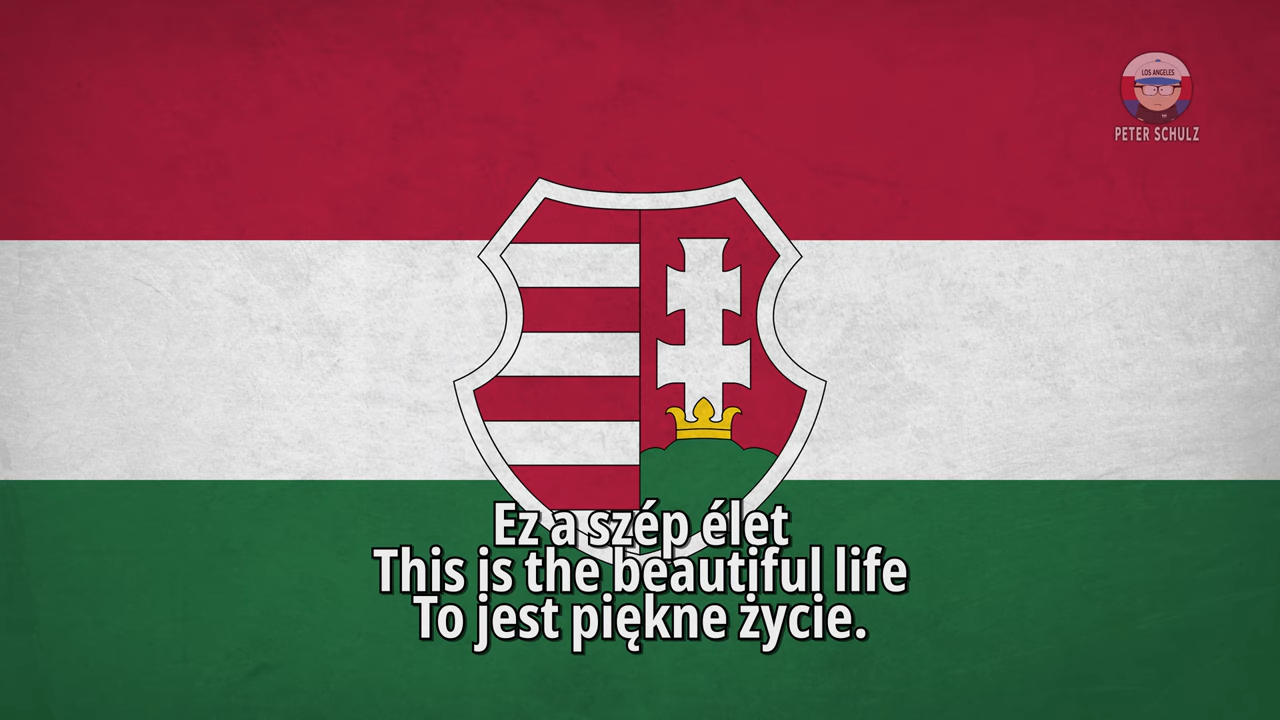 LOS ANGELES
PETER SCHULZ
Ez a szép élet
This is the beautiful life
To jest piękne życie.